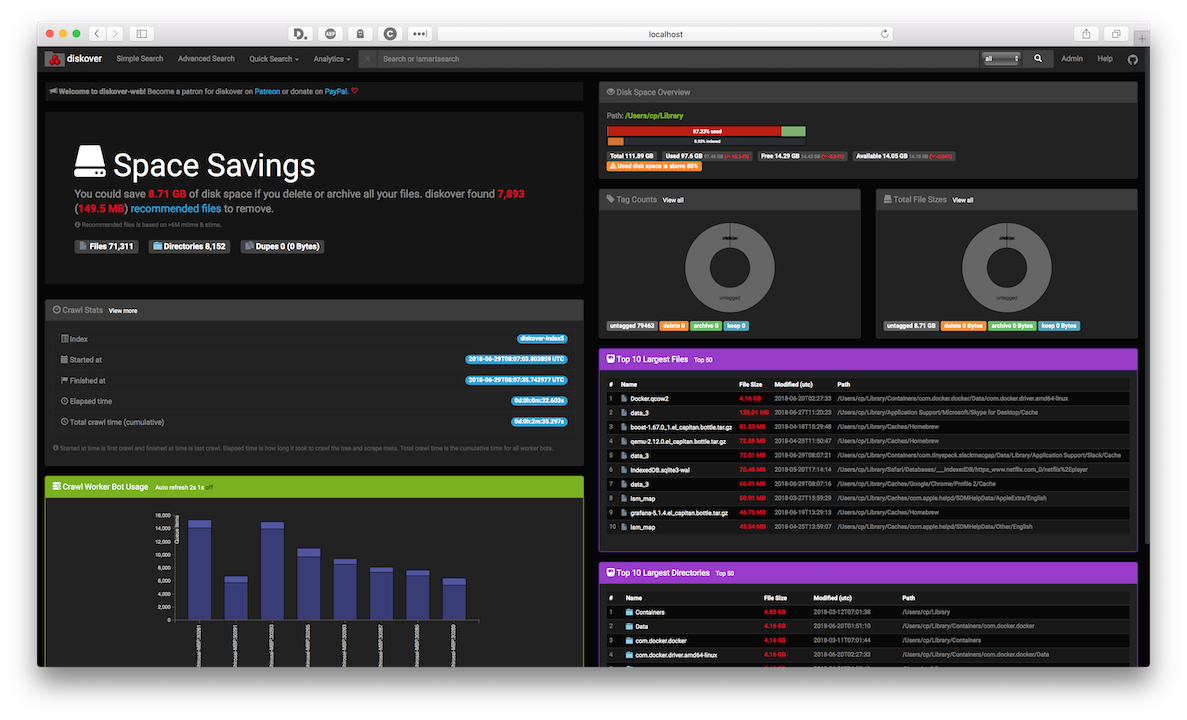 localhost
diskover
Simple Search
Advanced Search
Quick Search
Analytics
Search or !smartsearch
all
Admin
Help
Welcome to diskover-web! Become a patron for diskover on Patreon or donate on PayPal.
Space Savings
You could save 8.71 GB of disk space if you delete or archive all your files. diskover found 7,893
(149.5 MB) recommended files to remove.
Recommended files is based on >6M mtime & atime.
Files 71,311
Directories 8,152
Dupes 0 (0 Bytes)
Crawl Stats View more
Index diskover-index5
Started at 2018-06-29T08:07:03.803859 UTC
Finished at 2018-06-29T08:07:35.742977 UTC
Elapsed time 0d:0h:0m:32.603s
Total crawl time (cumulative) 0d:0h:2m:35.297s
Started at time is first crawl and finished at time is last crawl. Elapsed time is how long it took to crawl the tree and scrape meta. Total crawl time is the cumulative time for all worker bots.
Crawl Worker Bot Usage Auto refresh 2s 1s off
16,000
14,000
12,000
10,000
8,000
6,000
4,000
2,000
0
Queue items
Disk Space Overview
Path: /Users/cp/Library
87.23% used
Total 111.89 GB
Used 97.6 GB
Free 14.29 GB
Available 14.05 GB
Used disk space is above 80%
Tag Counts View all
untagged
untagged 79463
delete 0
archive 0
keep 0
Total File Sizes View all
untagged
untagged 8.71 GB
delete 0 Bytes
archive 0 Bytes
keep 0 Bytes
Top 10 Largest Files Top 50
# Name File Size Modified (utc) Path
1 Docker.qcow2 4.16 GB 2018-06-20T02:27:33 /Users/cp/Library/Containers/com.docker.docker/Data/com.docker.driver.amd64-linux
2 data_3 138.01 MB 2018-06-27T11:20:23 /Users/cp/Library/Application Support/Microsoft/Skype for Desktop/Cache
3 boost-1.67.0_1.el_capitan.bottle.tar.gz 81.53 MB 2018-04-18T15:29:48 /Users/cp/Library/Caches/Homebrew
4 qemu-2.12.0.el_capitan.bottle.tar.gz 72.89 MB 2018-04-25T11:50:47 /Users/cp/Library/Caches/Homebrew
5 data_3 72.01 MB 2018-06-29T08:07:21 /Users/cp/Library/Containers/com.tinyspeck.slackmacgap/Data/Library/Application Support/Slack/Cache
6 IndexedDB.sqlite3-wal 70.45 MB 2018-05-20T17:14:14 /Users/cp/Library/Safari/Databases/___IndexedDB/https_www.netflix.com_0/netflix%2Eplayer
7 data_3 60.01 MB 2018-06-29T08:07:16 /Users/cp/Library/Caches/Google/Chrome/Profile 2/Cache
8 lsm_map 50.91 MB 2018-03-27T15:59:29 /Users/cp/Library/Caches/com.apple.helpd/SDMHelpData/AppleExtra/English
9 grafana-5.1.4.el_capitan.bottle.tar.gz 46.75 MB 2018-06-19T13:29:13 /Users/cp/Library/Caches/Homebrew
10 lsm_map 45.54 MB 2018-04-25T13:59:07 /Users/cp/Library/Caches/com.apple.helpd/SDMHelpData/Other/English
Top 10 Largest Directories Top 50
# Name File Size Modified (utc) Path
1 Containers 4.85 GB 2018-03-12T07:01:38 /Users/cp/Library
2 Data 4.16 GB 2018-06-20T01:51:10 /Users/cp/Library/Containers/com.docker.docker
3 com.docker.docker 4.16 GB 2018-03-11T07:01:44 /Users/cp/Library/Containers
4 com.docker.driver.amd64-linux 4.16 GB 2018-06-20T02:27:33 /Users/cp/Library/Containers/com.docker.docker/Data